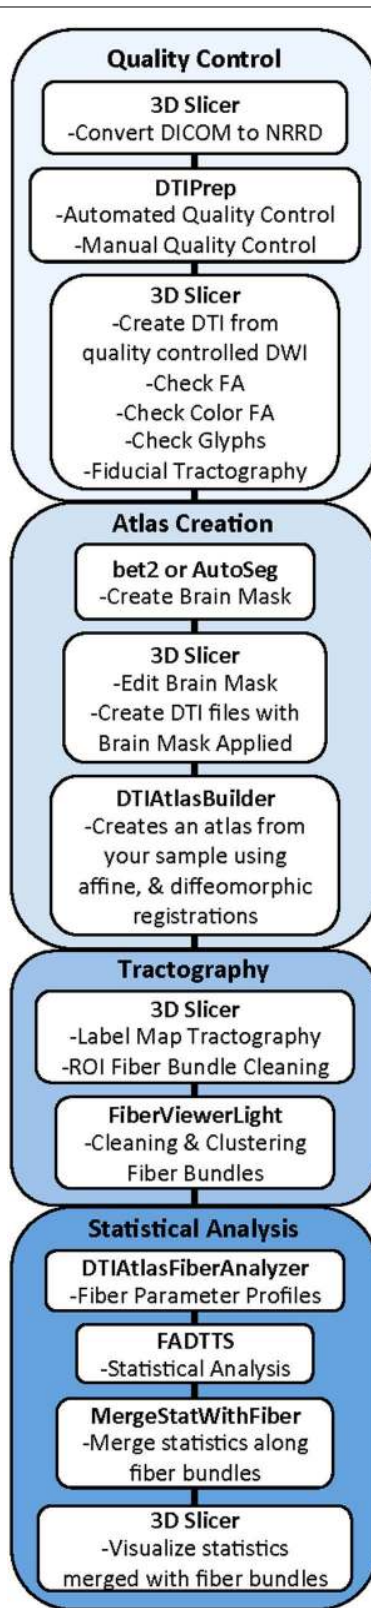 Quality Control
3D Slicer
-Convert DICOM to NRRD
DTIPrep
-Automated Quality Control
-Manual Quality Control
3D Slicer
-Create DTI from
quality controlled DWI
-Check FA
-Check Color FA
-Check Glyphs
-Fiducial Tractography
Atlas Creation
bet2 or AutoSeg
-Create Brain Mask
3D Slicer
-Edit Brain Mask
-Create DTI files with
Brain Mask Applied
DTIAtlasBuilder
-Creates an atlas from
your sample using
affine, & diffeomorphic
registrations
Tractography
3D Slicer
-Label Map Tractography
-ROI Fiber Bundle Cleaning
FiberViewerLight
-Cleaning & Clustering
Fiber Bundles
Statistical Analysis
DTIAtlasFiberAnalyzer
-Fiber Parameter Profiles
FADTTS
-Statistical Analysis
MergeStatWithFiber
-Merge statistics along
fiber bundles
3D Slicer
-Visualize statistics
merged with fiber bundles